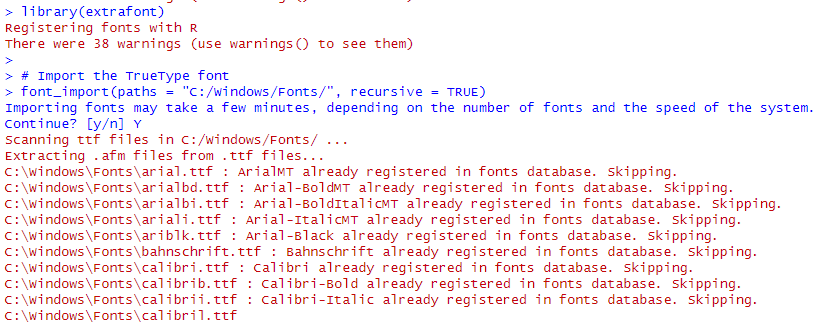 > library(extrafont)
Registering fonts with R
There were 38 warnings (use warnings() to see them)
>
> # Import the TrueType font
> font_import(paths = "C:/Windows/Fonts/", recursive = TRUE)
Importing fonts may take a few minutes, depending on the number of fonts and the speed of the system.
Continue? [y/n] Y
Scanning ttf files in C:/Windows/Fonts/ ...
Extracting .afm files from .ttf files...
C:\Windows\Fonts\arial.ttf : ArialMT already registered in fonts database. Skipping.
C:\Windows\Fonts\arialbd.ttf : Arial-BoldMT already registered in fonts database. Skipping.
C:\Windows\Fonts\arialbi.ttf : Arial-BoldItalicMT already registered in fonts database. Skipping.
C:\Windows\Fonts\ariali.ttf : Arial-ItalicMT already registered in fonts database. Skipping.
C:\Windows\Fonts\ariblk.ttf : Arial-Black already registered in fonts database. Skipping.
C:\Windows\Fonts\bahnschrift.ttf : Bahnschrift already registered in fonts database. Skipping.
C:\Windows\Fonts\calibri.ttf : Calibri already registered in fonts database. Skipping.
C:\Windows\Fonts\calibrib.ttf : Calibri-Bold already registered in fonts database. Skipping.
C:\Windows\Fonts\calibrii.ttf : Calibri-Italic already registered in fonts database. Skipping.
C:\Windows\Fonts\calibril.ttf